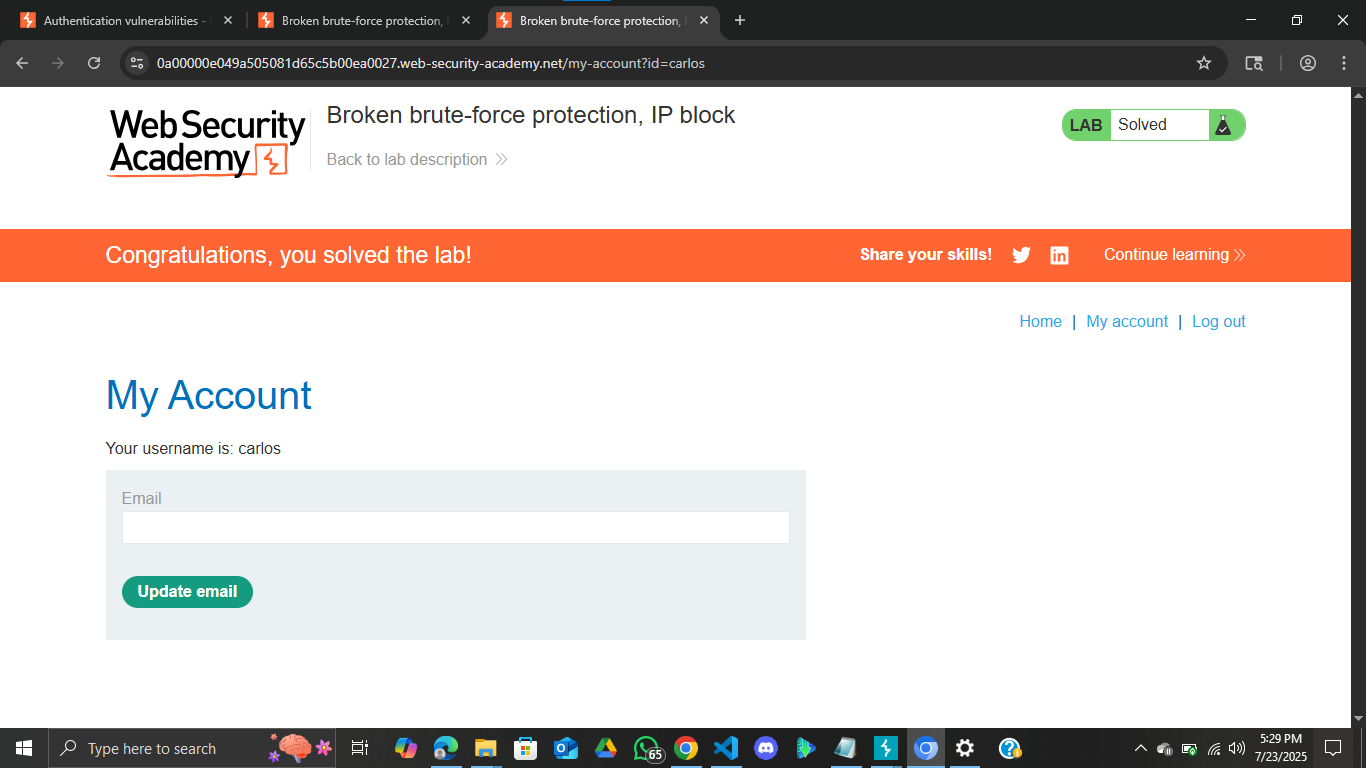 Authentication vulnerabilities -
Broken brute-force protection,
Broken brute-force protection,
0a00000e049a505081d65c5b00ea0027.web-security-academy.net/my-account?id=carlos
Web Security
Academy
Broken brute-force protection, IP block
Back to lab description
LAB Solved
Congratulations, you solved the lab!
Share your skills!
Continue learning
Home | My account | Log out
My Account
Your username is: carlos
Email
Update email
Type here to search
65
5:29 PM
7/23/2025